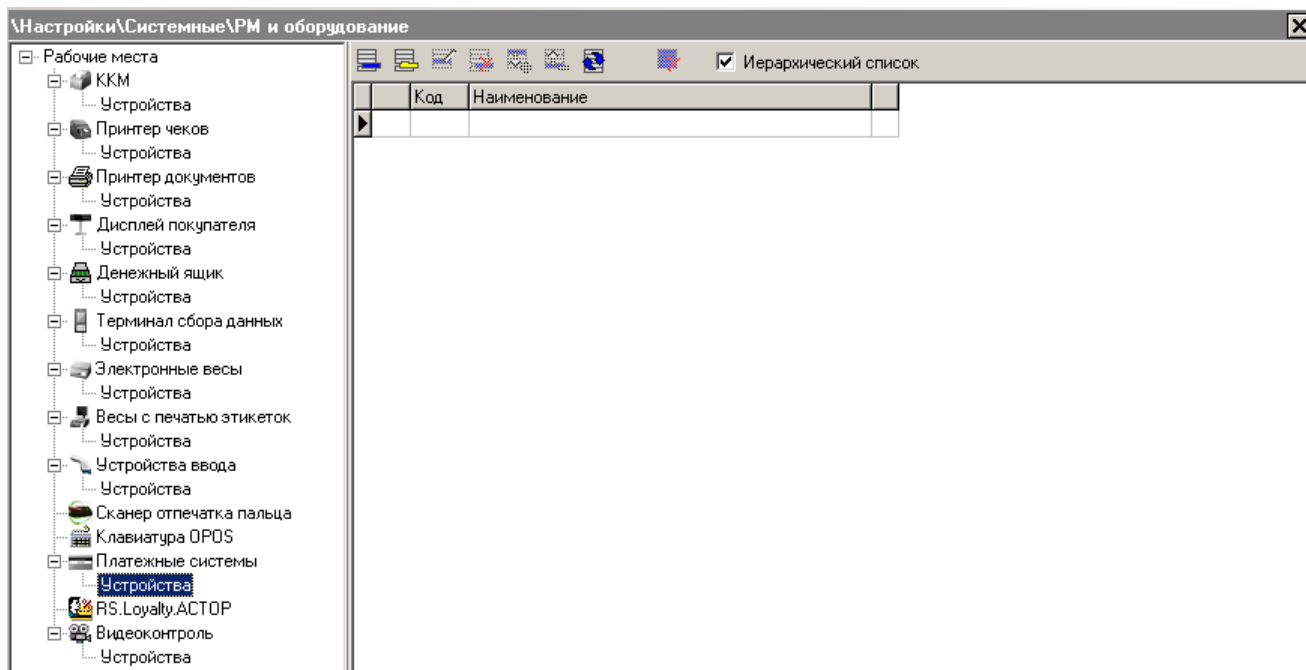 \Настройки\Системные\РМ и оборудование
Рабочие места
ККМ
Устройства
Принтер чеков
Устройства
Принтер документов
Устройства
Дисплей покупателя
Устройства
Денежный ящик
Устройства
Терминал сбора данных
Устройства
Электронные весы
Устройства
Весы с печатью этикеток
Устройства
Устройства ввода
Устройства
Сканер отпечатка пальца
Клавиатура OPOS
Платежные системы
Устройства
RS.Loyalty.ACTOP
Видеоконтроль
Устройства
Иерархический список
Код Наименование